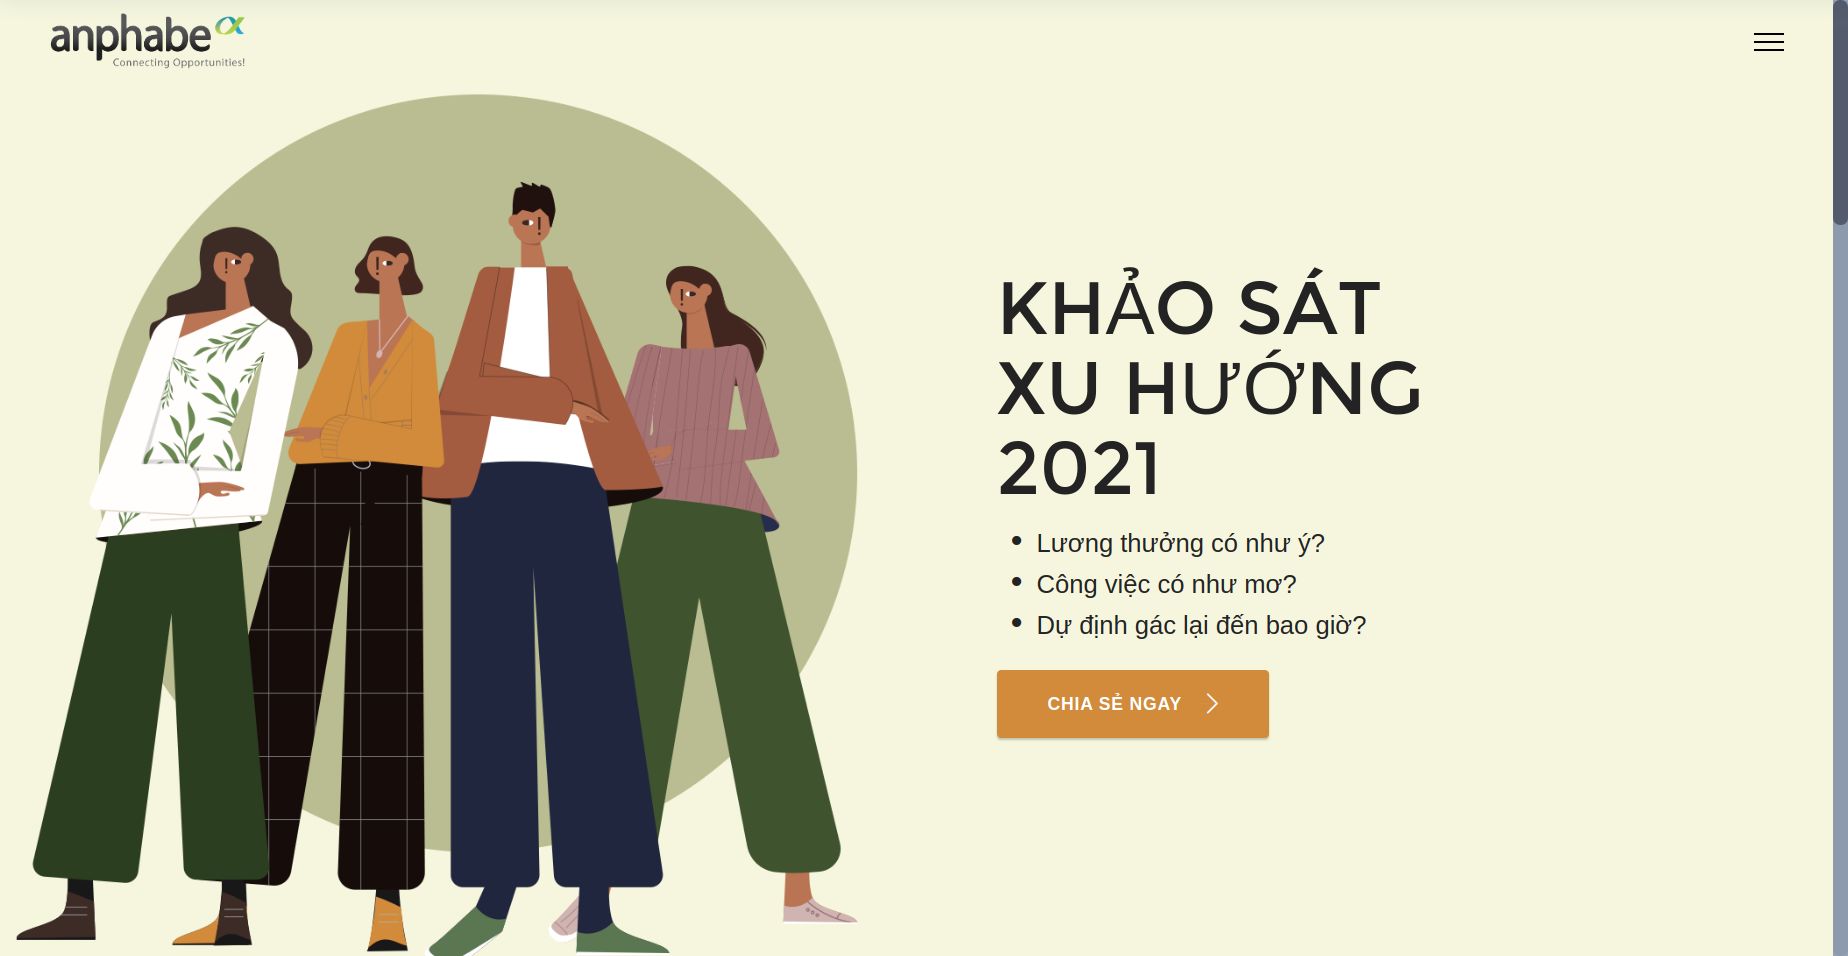 anphabe
Connecting Opportunities!
KHẢO SÁT
XU HƯỚNG
2021
• Lương thưởng có như ý?
• Công việc có như mơ?
• Dự định gác lại đến bao giờ?
CHIA SẺ NGAY